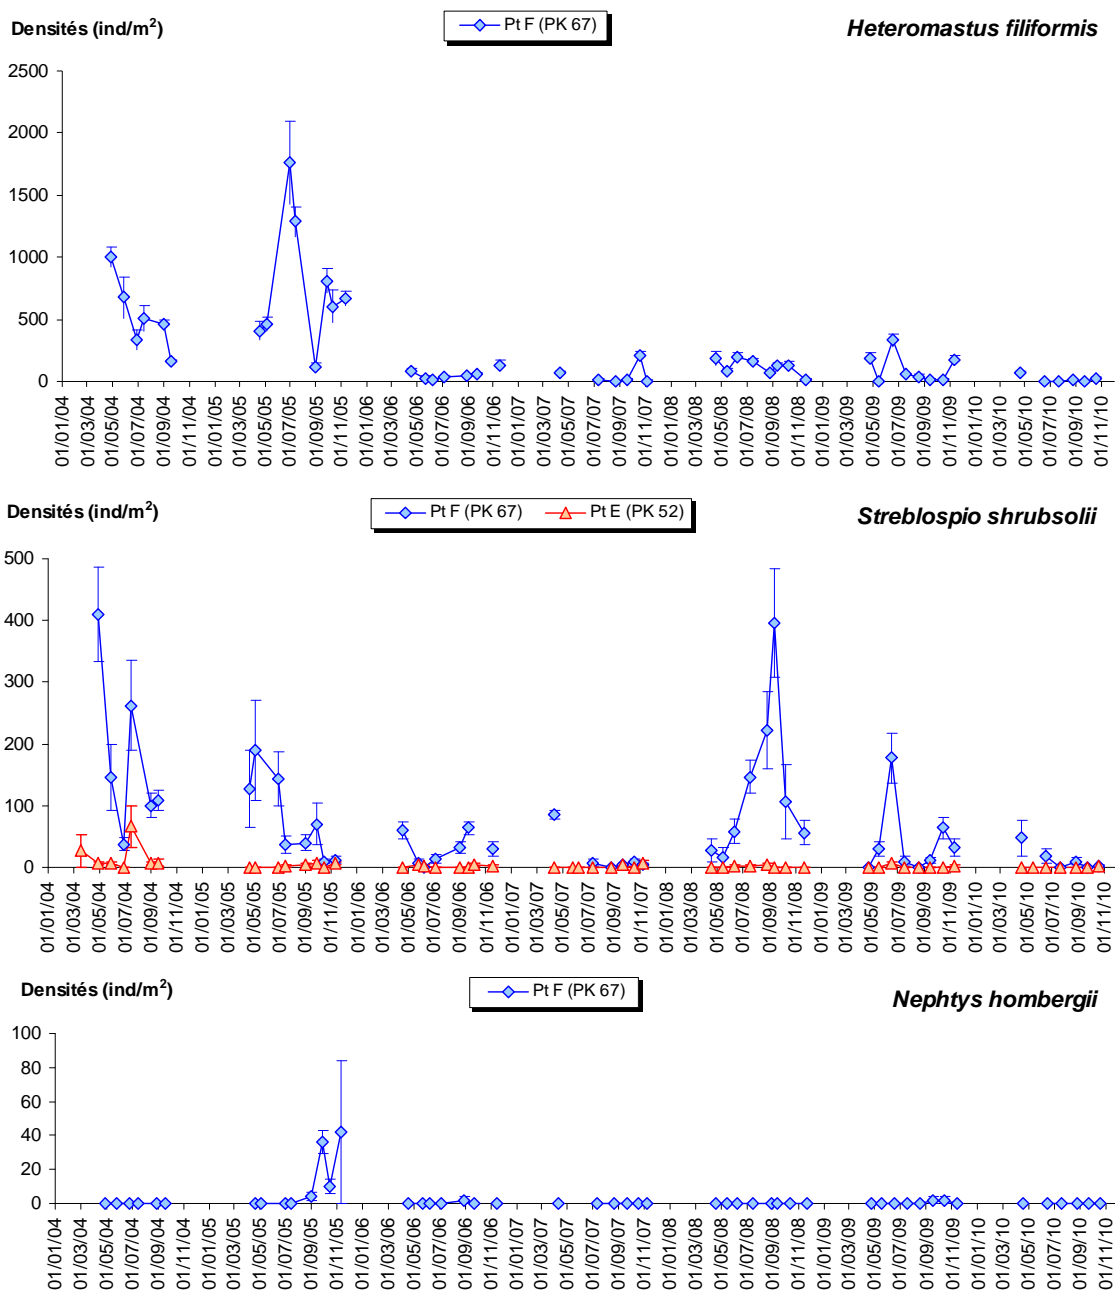 Densités (ind/m²)
Pt F (PK 67)
Heteromastus filiformis
2500
2000
1500
1000
500
0
01/01/04 01/03/04 01/05/04 01/07/04 01/09/04 01/11/04 01/01/05 01/03/05 01/05/05 01/07/05 01/09/05 01/11/05 01/01/06 01/03/06 01/05/06 01/07/06 01/09/06 01/11/06 01/01/07 01/03/07 01/05/07 01/07/07 01/09/07 01/11/07 01/01/08 01/03/08 01/05/08 01/07/08 01/09/08 01/11/08 01/01/09 01/03/09 01/05/09 01/07/09 01/09/09 01/11/09 01/01/10 01/03/10 01/05/10 01/07/10 01/09/10 01/11/10
Densités (ind/m²)
Pt F (PK 67) Pt E (PK 52)
Streblospio shrubsolii
500
400
300
200
100
0
01/01/04 01/03/04 01/05/04 01/07/04 01/09/04 01/11/04 01/01/05 01/03/05 01/05/05 01/07/05 01/09/05 01/11/05 01/01/06 01/03/06 01/05/06 01/07/06 01/09/06 01/11/06 01/01/07 01/03/07 01/05/07 01/07/07 01/09/07 01/11/07 01/01/08 01/03/08 01/05/08 01/07/08 01/09/08 01/11/08 01/01/09 01/03/09 01/05/09 01/07/09 01/09/09 01/11/09 01/01/10 01/03/10 01/05/10 01/07/10 01/09/10 01/11/10
Densités (ind/m²)
Pt F (PK 67)
Nephtys hombergii
100
80
60
40
20
0
01/01/04 01/03/04 01/05/04 01/07/04 01/09/04 01/11/04 01/01/05 01/03/05 01/05/05 01/07/05 01/09/05 01/11/05 01/01/06 01/03/06 01/05/06 01/07/06 01/09/06 01/11/06 01/01/07 01/03/07 01/05/07 01/07/07 01/09/07 01/11/07 01/01/08 01/03/08 01/05/08 01/07/08 01/09/08 01/11/08 01/01/09 01/03/09 01/05/09 01/07/09 01/09/09 01/11/09 01/01/10 01/03/10 01/05/10 01/07/10 01/09/10 01/11/10